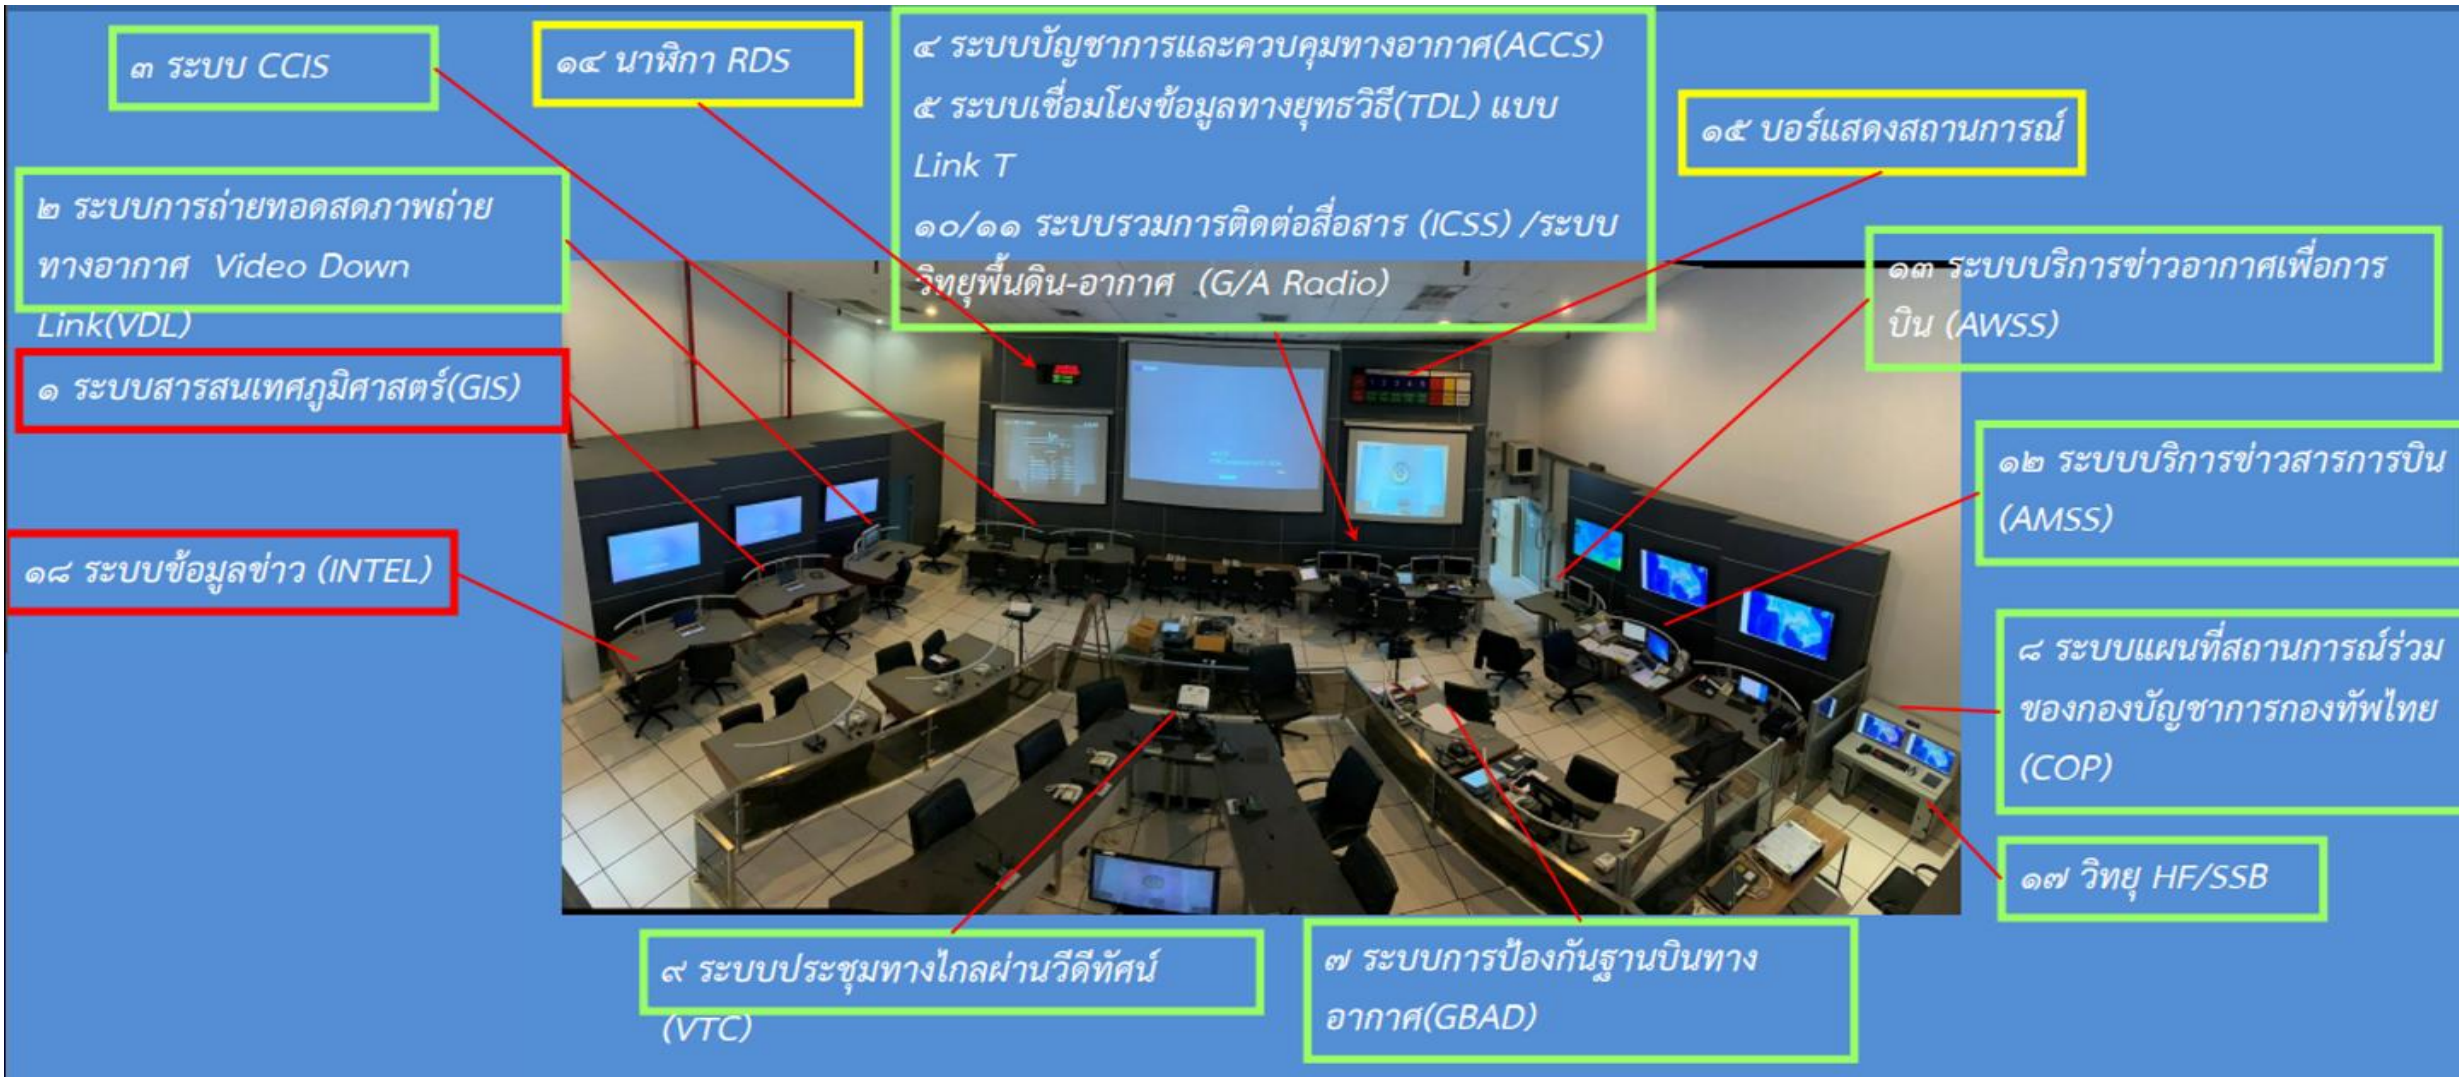 ๓ ระบบ CCIS
๑๔ นาฬิกา RDS
๔ ระบบบัญชาการและควบคุมทางอากาศ(ACCS)
๕ ระบบเชื่อมโยงข้อมูลทางยุทธวิธี(TDL) แบบ
Link T
๑๐/๑๑ ระบบรวมการติดต่อสื่อสาร (ICSS) /ระบบ
วิทยุพื้นดิน-อากาศ (G/A Radio)
๑๕ บอร์แสดงสถานการณ์
๒ ระบบการถ่ายทอดสดภาพถ่าย
ทางอากาศ Video Down
Link(VDL)
๑๓ ระบบบริการข่าวอากาศเพื่อการ
บิน (AWSS)
๑ ระบบสารสนเทศภูมิศาสตร์(GIS)
๑๒ ระบบบริการข่าวสารการบิน
(AMSS)
๑๘ ระบบข้อมูลข่าว (INTEL)
๘ ระบบแผนที่สถานการณ์ร่วม
ของกองบัญชาการกองทัพไทย
(COP)
๑๗ วิทยุ HF/SSB
๙ ระบบประชุมทางไกลผ่านวีดีทัศน์
(VTC)
๗ ระบบการป้องกันฐานบินทาง
อากาศ(GBAD)